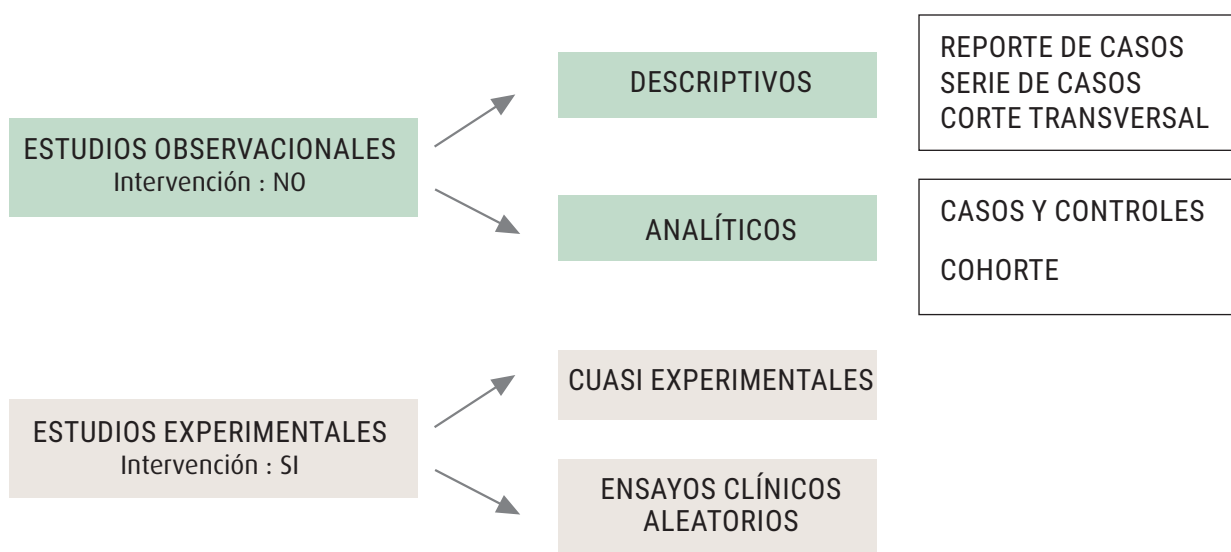 ESTUDIOS OBSERVACIONALES
Intervención : NO
DESCRIPTIVOS
REPORTE DE CASOS
SERIE DE CASOS
CORTE TRANSVERSAL
ANALÍTICOS
CASOS Y CONTROLES
COHORTE
ESTUDIOS EXPERIMENTALES
Intervención : SI
CUASI EXPERIMENTALES
ENSAYOS CLÍNICOS
ALEATORIOS